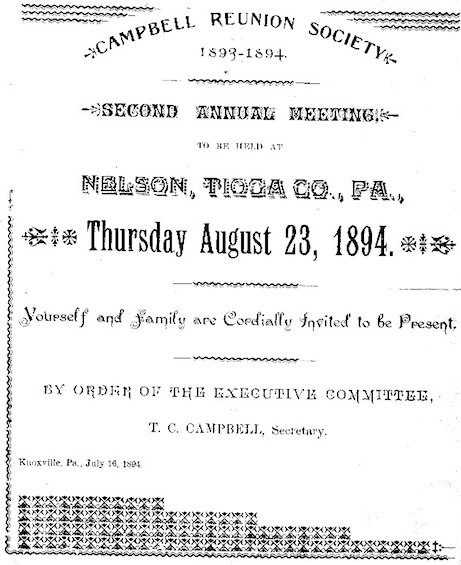 CAMPBELL REUNION SOCIETY
1893-1894.
SECOND ANNUAL MEETING,
TO BE HELD AT
NELSON, TIOGA CO., PA.,
Thursday August 23, 1894.
Yourself and Family are Cordially Invited to be Present.
BY ORDER OF THE EXECUTIVE COMMITTEE,
T. C. CAMPBELL, Secretary.
Knoxville, Pa., July 16, 1894.